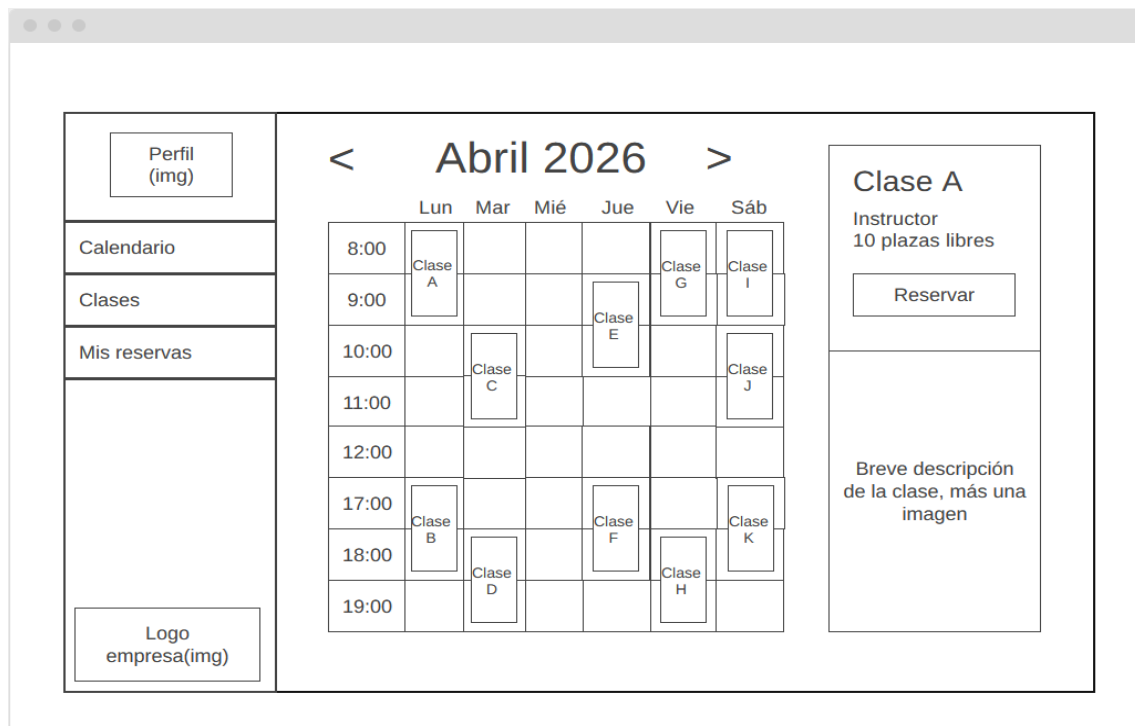 Perfil
(img)
Calendario
Clases
Mis reservas
Logo
empresa(img)
< Abril 2026 >
Lun Mar Mié Jue Vie Sáb
8:00
9:00
10:00
11:00
12:00
17:00
18:00
19:00
Clase
A
Clase
B
Clase
C
Clase
D
Clase
E
Clase
F
Clase
G
Clase
H
Clase
I
Clase
J
Clase
K
Clase A
Instructor
10 plazas libres
Reservar
Breve descripción
de la clase, más una
imagen